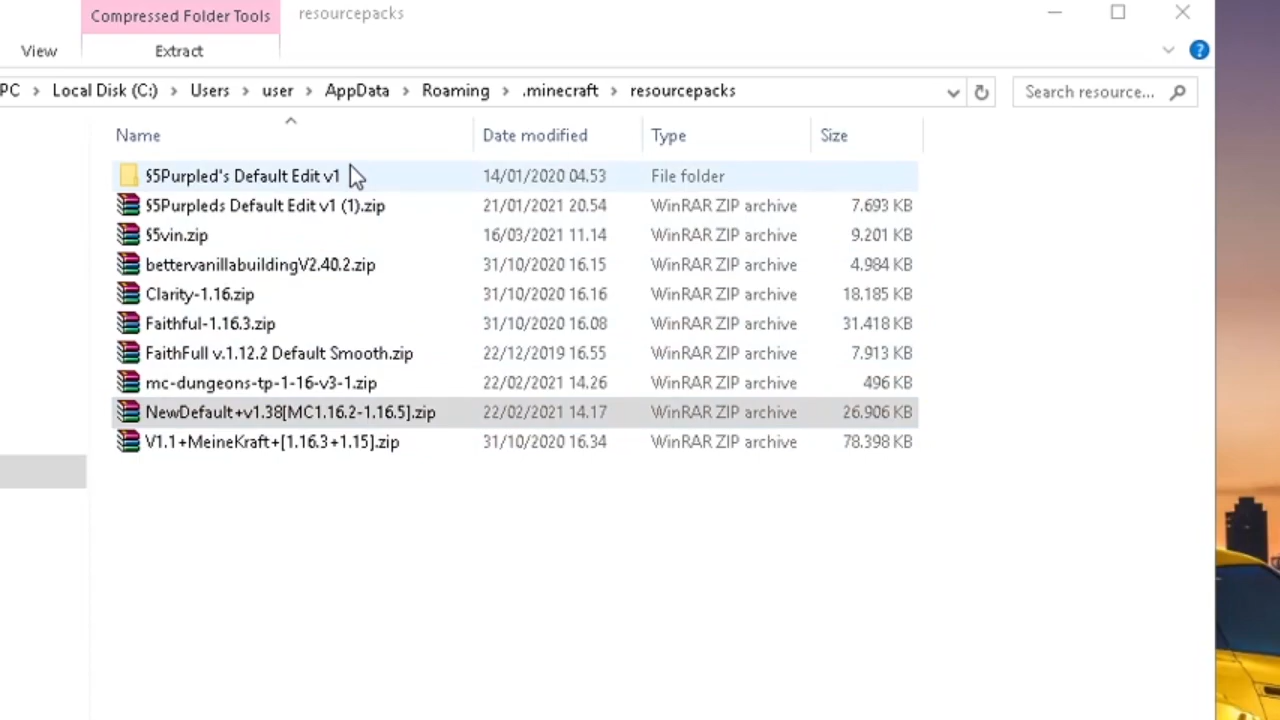 Compressed Folder Tools resourcepacks
View Extract
PC > Local Disk (C:) > Users > user > AppData > Roaming > .minecraft > resourcepacks Search resource...
Name Date modified Type Size
§5Purpled's Default Edit v1 14/01/2020 04.53 File folder
§5Purpleds Default Edit v1 (1).zip 21/01/2021 20.54 WinRAR ZIP archive 7.693 KB
§5vin.zip 16/03/2021 11.14 WinRAR ZIP archive 9.201 KB
bettervanillabuildingV2.40.2.zip 31/10/2020 16.15 WinRAR ZIP archive 4.984 KB
Clarity-1.16.zip 31/10/2020 16.16 WinRAR ZIP archive 18.185 KB
Faithful-1.16.3.zip 31/10/2020 16.08 WinRAR ZIP archive 31.418 KB
FaithFull v.1.12.2 Default Smooth.zip 22/12/2019 16.55 WinRAR ZIP archive 7.913 KB
mc-dungeons-tp-1-16-v3-1.zip 22/02/2021 14.26 WinRAR ZIP archive 496 KB
NewDefault+v1.38[MC1.16.2-1.16.5].zip 22/02/2021 14.17 WinRAR ZIP archive 26.906 KB
V1.1+MeineKraft+[1.16.3+1.15].zip 31/10/2020 16.34 WinRAR ZIP archive 78.398 KB